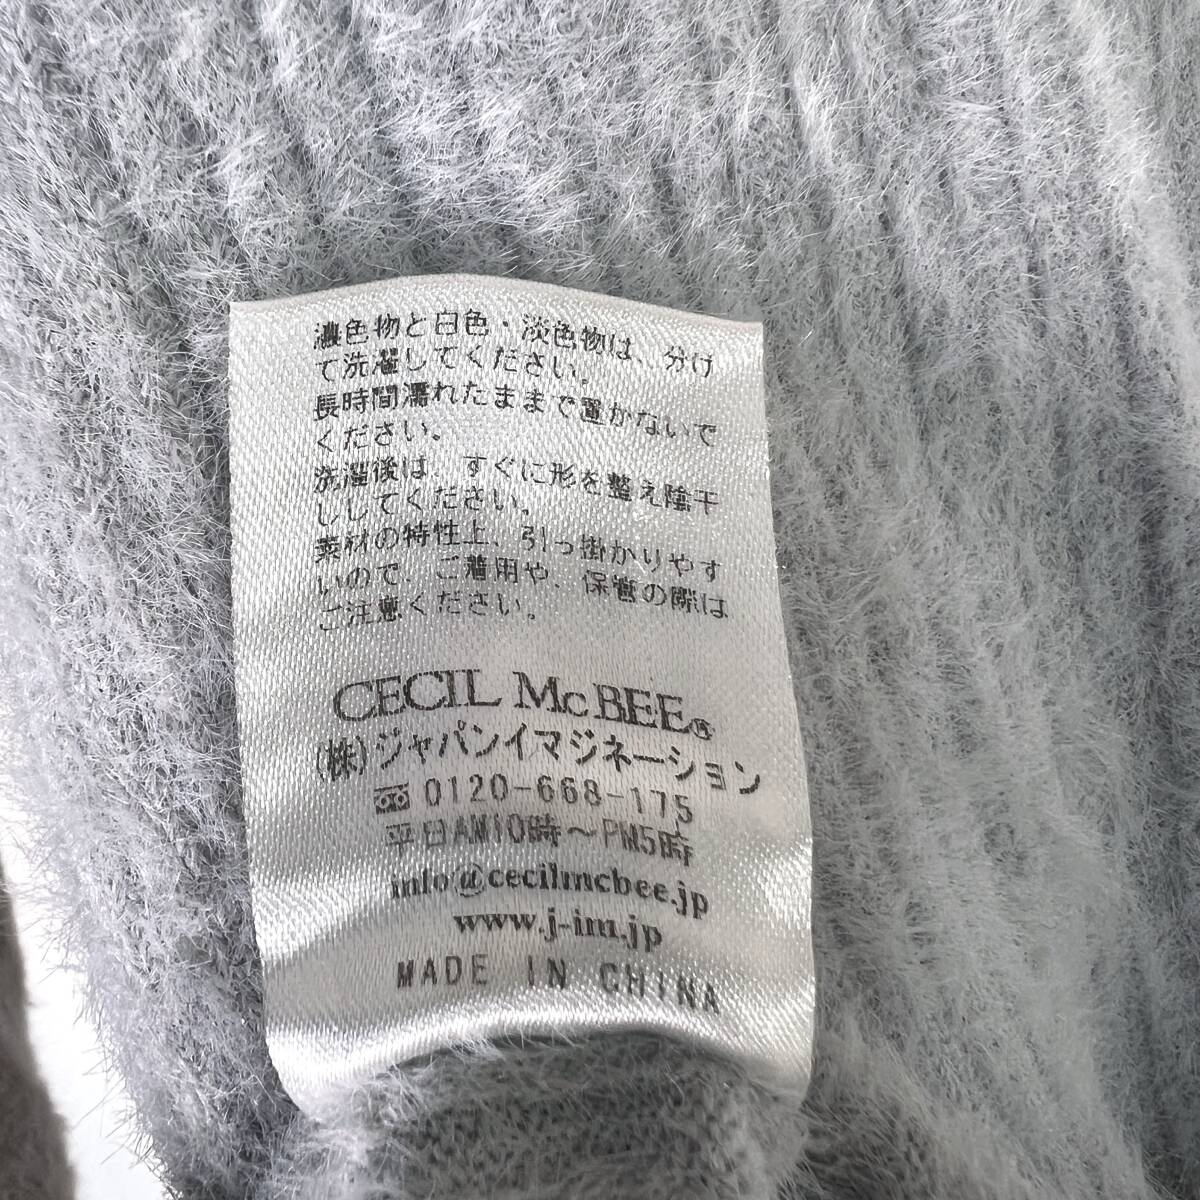 濃色物と白色・淡色物は、分け
て洗濯してください。
長時間濡れたままで置かないで
ください。
洗濯後は、すぐに形を整え陰干
ししてください。
素材の特性上、引っ掛かりやす
いので、ご着用や、保管の際は
ご注意ください。
CECIL McBEE®
(株)ジャパンイマジネーション
0120-668-175
平日AM10時～PM5時
info@cecilmcbee.jp
www.j-im.jp
MADE IN CHINA